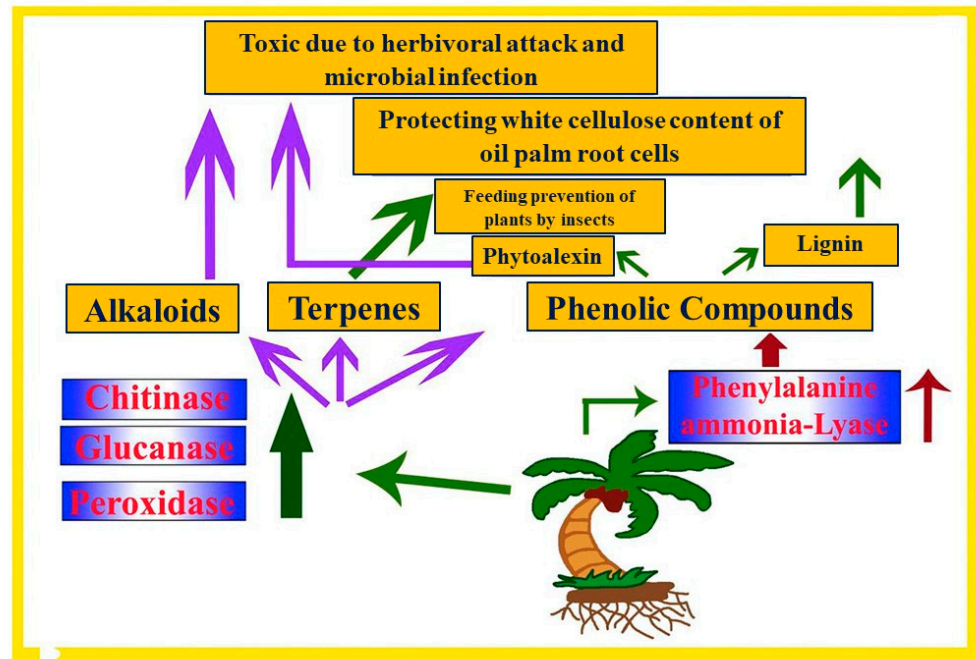 Toxic due to herbivoral attack and
microbial infection
Protecting white cellulose content of
oil palm root cells
Feeding prevention of
plants by insects
Phytoalexin
Lignin
Alkaloids
Terpenes
Phenolic Compounds
Chitinase
Glucanase
Peroxidase
Phenylalanine
ammonia-Lyase